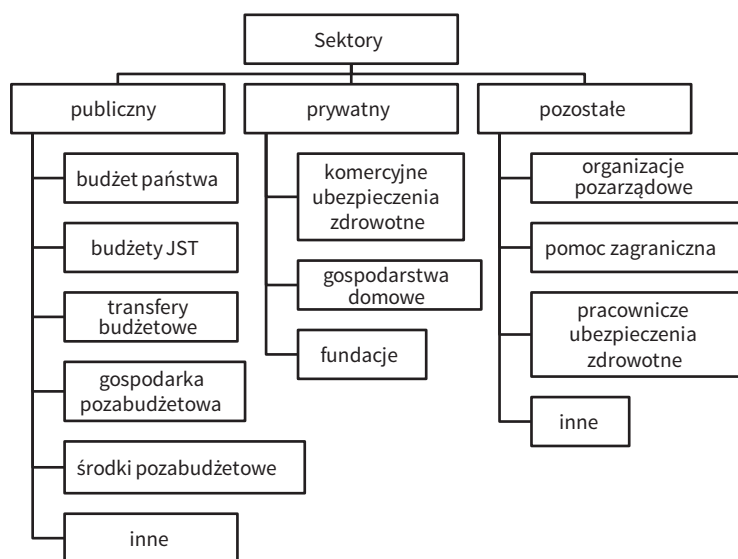 Sektory
publiczny
budżet państwa
budżety JST
transfery
budżetowe
gospodarka
pozabudżetowa
środki pozabudżetowe
inne
prywatny
komercyjne
ubezpieczenia
zdrowotne
gospodarstwa
domowe
fundacje
pozostałe
organizacje
pozarządowe
pomoc zagraniczna
pracownicze
ubezpieczenia
zdrowotne
inne